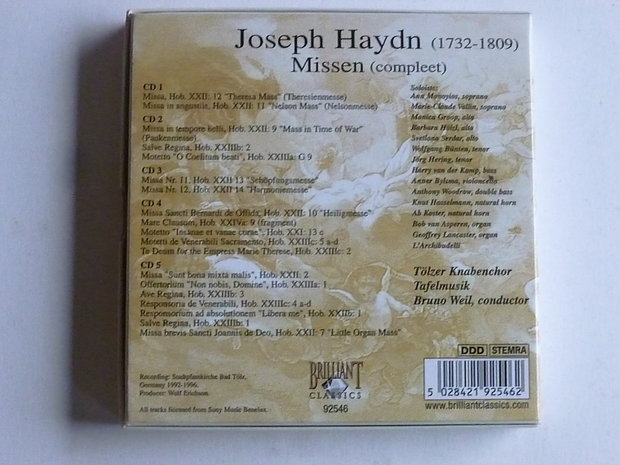 Joseph Haydn (1732-1809)
Missen (compleet)
CD 1
Missa, Hob. XXII: 12 "Theresa Mass" (Theresienmesse)
Missa in angustiis, Hob. XXII: 11 "Nelson Mass" (Nelsonmesse)
CD 2
Missa in tempore belli, Hob. XXII: 9 "Mass in Time of War"
(Paukenmesse)
Salve Regina, Hob. XXIIIb: 2
Motetto "O Coelitum beati", Hob. XXIIIa: G 9
CD 3
Missa Nr. 11, Hob. XXII 13 "Schöpfungsmesse"
Missa Nr. 12, Hob. XXII 14 "Harmoniemesse"
CD 4
Missa Sancti Bernardi de Offida, Hob. XXII: 10 "Heiligmesse"
Mare Clausum, Hob. XXIVa: 9 (fragment)
Motetto "Insanae et vanae curae", Hob. XXI: 13 c
Motetti de Venerabili Sacramento, Hob. XXIIIc: 5 a-d
Te Deum for the Empress Marie Therese, Hob. XXIIIc: 2
CD 5
Missa "Sunt bona mixta malis", Hob. XXII: 2
Offertorium "Non nobis, Domine", Hob. XXIIIa: 1
Ave Regina, Hob. XXIIIb: 3
Responsoria de Venerabili, Hob. XXIIIc: 4 a-d
Responsorium ad absolutionem "Libera me", Hob. XXIIb: 1
Salve Regina, Hob. XXIIIb: 1
Missa brevis Sancti Joannis de Deo, Hob. XXII: 7 "Little Organ Mass"
Soloists:
Ann Monoyios, soprano
Marie-Claude Vallin, soprano
Monica Groop, alto
Barbara Hölzl, alto
Svetlana Serdar, alto
Wolfgang Bünten, tenor
Jörg Hering, tenor
Harry van der Kamp, bass
Anner Bylsma, violoncello
Anthony Woodrow, double bass
Knut Hasselmann, natural horn
Ab Koster, natural horn
Bob van Asperen, organ
Geoffrey Lancaster, organ
L'Archibudelli
Tölzer Knabenchor
Tafelmusik
Bruno Weil, conductor
DDD STEMRA
5 028421 925462
www.brilliantclassics.com
BRILLIANT
CLASSICS
92546
Recording: Stadtpfarrkirche Bad Tölz,
Germany 1992-1996.
Producer: Wolf Erichson.
All tracks licensed from Sony Music Benelux.